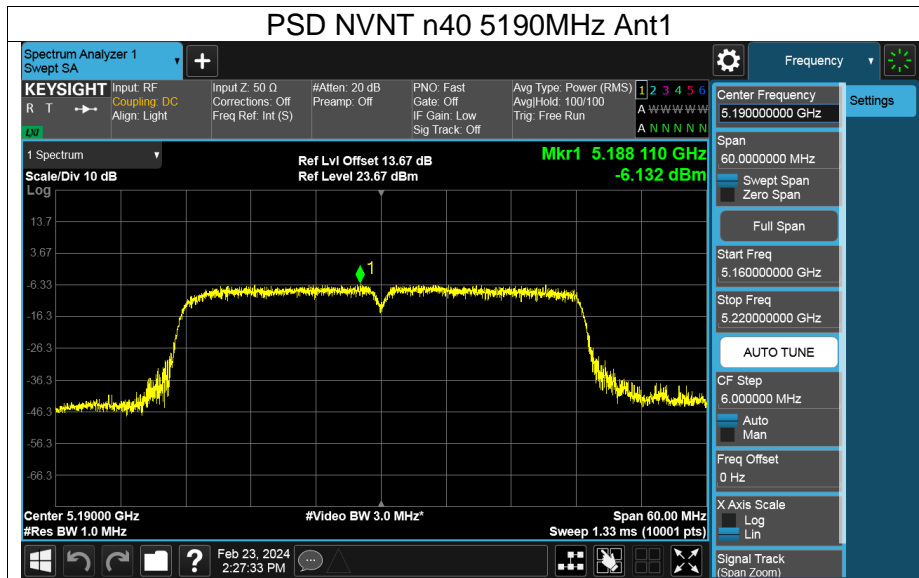 PSD NVNT n40 5190MHz Ant1
Spectrum Analyzer 1
Swept SA
+
Frequency
KEYSIGHT
R T
LXI
Input: RF
Coupling: DC
Align: Light
Input Z: 50 Ω
Corrections: Off
Freq Ref: Int (S)
#Atten: 20 dB
Preamp: Off
PNO: Fast
Gate: Off
IF Gain: Low
Sig Track: Off
Avg Type: Power (RMS)
Avg|Hold: 100/100
Trig: Free Run
1 2 3 4 5 6
A W W W W W
A N N N N N
1 Spectrum
Scale/Div 10 dB
Log
Ref Lvl Offset 13.67 dB
Ref Level 23.67 dBm
Mkr1 5.188 110 GHz
-6.132 dBm
13.7
3.67
-6.33
-16.3
-26.3
-36.3
-46.3
-56.3
-66.3
1
Center 5.19000 GHz
#Res BW 1.0 MHz
#Video BW 3.0 MHz*
Span 60.00 MHz
Sweep 1.33 ms (10001 pts)
Center Frequency
5.190000000 GHz
Settings
Span
60.0000000 MHz
Swept Span
Zero Span
Full Span
Start Freq
5.160000000 GHz
Stop Freq
5.220000000 GHz
AUTO TUNE
CF Step
6.000000 MHz
Auto
Man
Freq Offset
0 Hz
X Axis Scale
Log
Lin
Signal Track
(Span Zoom)
?
Feb 23, 2024
2:27:33 PM